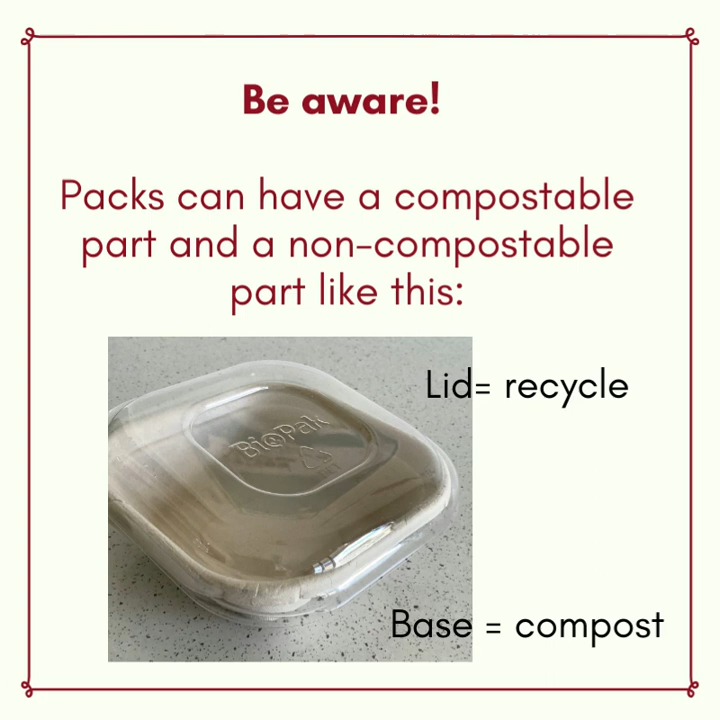 Be aware!
Packs can have a compostable
part and a non-compostable
part like this:
Lid= recycle
BioPak
Base = compost